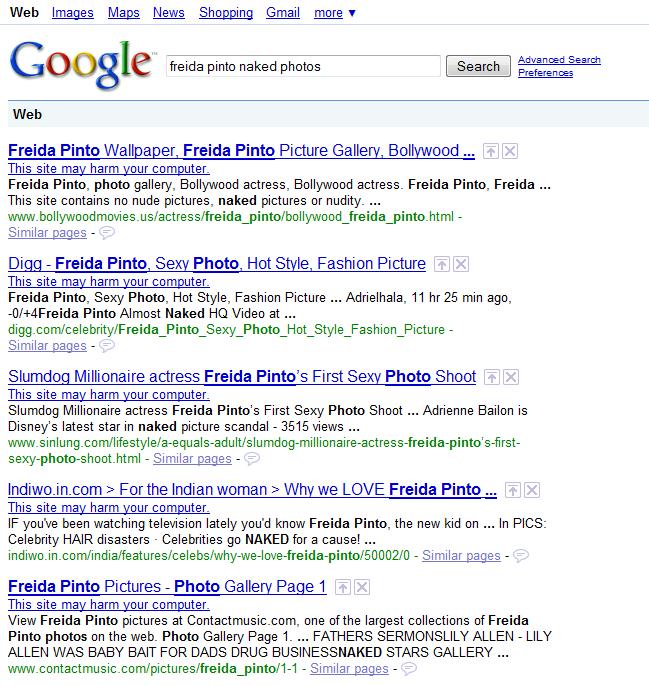 Web Images Maps News Shopping Gmail more ▼
Google™ freida pinto naked photos Search Advanced Search
Preferences
Web
Freida Pinto Wallpaper, Freida Pinto Picture Gallery, Bollywood ...
This site may harm your computer.
Freida Pinto, photo gallery, Bollywood actress, Bollywood actress. Freida Pinto, Freida ...
This site contains no nude pictures, naked pictures or nudity. ...
www.bollywoodmovies.us/actress/freida_pinto/bollywood_freida_pinto.html -
Similar pages -
Digg - Freida Pinto, Sexy Photo, Hot Style, Fashion Picture
This site may harm your computer.
Freida Pinto, Sexy Photo, Hot Style, Fashion Picture ... Adrielhala, 11 hr 25 min ago,
-0/+4Freida Pinto Almost Naked HQ Video at ...
digg.com/celebrity/Freida_Pinto_Sexy_Photo_Hot_Style_Fashion_Picture -
Similar pages -
Slumdog Millionaire actress Freida Pinto's First Sexy Photo Shoot
This site may harm your computer.
Slumdog Millionaire actress Freida Pinto's First Sexy Photo Shoot ... Adrienne Bailon is
Disney's latest star in naked picture scandal - 3515 views ...
www.sinlung.com/lifestyle/a-equals-adult/slumdog-millionaire-actress-freida-pinto's-first-
sexy-photo-shoot.html - Similar pages -
Indiwo.in.com > For the Indian woman > Why we LOVE Freida Pinto ...
This site may harm your computer.
IF you've been watching television lately you'd know Freida Pinto, the new kid on ... In PICS:
Celebrity HAIR disasters · Celebrities go NAKED for a cause! ...
indiwo.in.com/india/features/celebs/why-we-love-freida-pinto/50002/0 - Similar pages -
Freida Pinto Pictures - Photo Gallery Page 1
This site may harm your computer.
View Freida Pinto pictures at Contactmusic.com, one of the largest collections of Freida
Pinto photos on the web. Photo Gallery Page 1. ... FATHERS SERMONSLILY ALLEN - LILY
ALLEN WAS BABY BAIT FOR DADS DRUG BUSINESSNAKED STARS GALLERY ...
www.contactmusic.com/pictures/freida_pinto/1-1 - Similar pages -